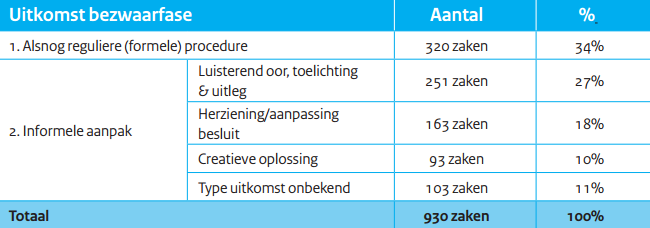 Uitkomst bezwaarfase Aantal %.
1. Alsnog reguliere (formele) procedure 320 zaken 34%
2. Informele aanpak
Luisterend oor, toelichting
& uitleg 251 zaken 27%
Herziening/aanpassing
besluit 163 zaken 18%
Creatieve oplossing 93 zaken 10%
Type uitkomst onbekend 103 zaken 11%
Totaal 930 zaken 100%